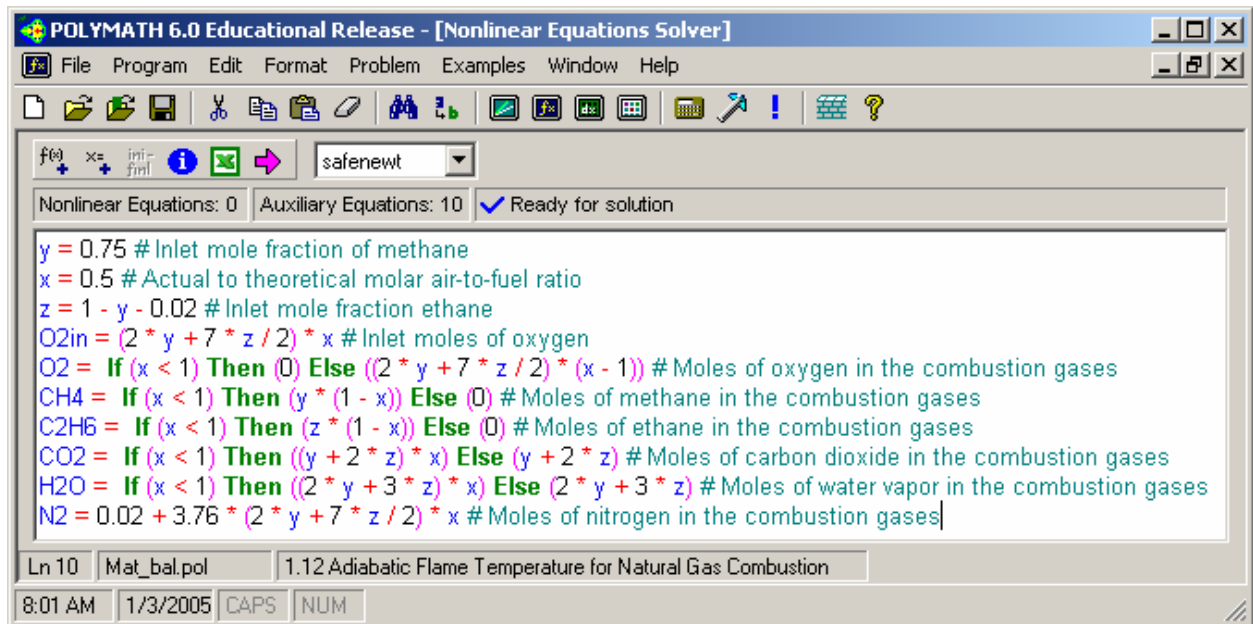 POLYMATH 6.0 Educational Release - [Nonlinear Equations Solver]
File Program Edit Format Problem Examples Window Help
f(x) x= ini- finl safenewt
Nonlinear Equations: 0 Auxiliary Equations: 10 Ready for solution
y = 0.75 # Inlet mole fraction of methane
x = 0.5 # Actual to theoretical molar air-to-fuel ratio
z = 1 - y - 0.02 # Inlet mole fraction ethane
O2in = (2 * y + 7 * z / 2) * x # Inlet moles of oxygen
O2 = If (x < 1) Then (0) Else ((2 * y + 7 * z / 2) * (x - 1)) # Moles of oxygen in the combustion gases
CH4 = If (x < 1) Then (y * (1 - x)) Else (0) # Moles of methane in the combustion gases
C2H6 = If (x < 1) Then (z * (1 - x)) Else (0) # Moles of ethane in the combustion gases
CO2 = If (x < 1) Then ((y + 2 * z) * x) Else (y + 2 * z) # Moles of carbon dioxide in the combustion gases
H2O = If (x < 1) Then ((2 * y + 3 * z) * x) Else (2 * y + 3 * z) # Moles of water vapor in the combustion gases
N2 = 0.02 + 3.76 * (2 * y + 7 * z / 2) * x # Moles of nitrogen in the combustion gases
Ln 10 Mat_bal.pol 1.12 Adiabatic Flame Temperature for Natural Gas Combustion
8:01 AM 1/3/2005 CAPS NUM